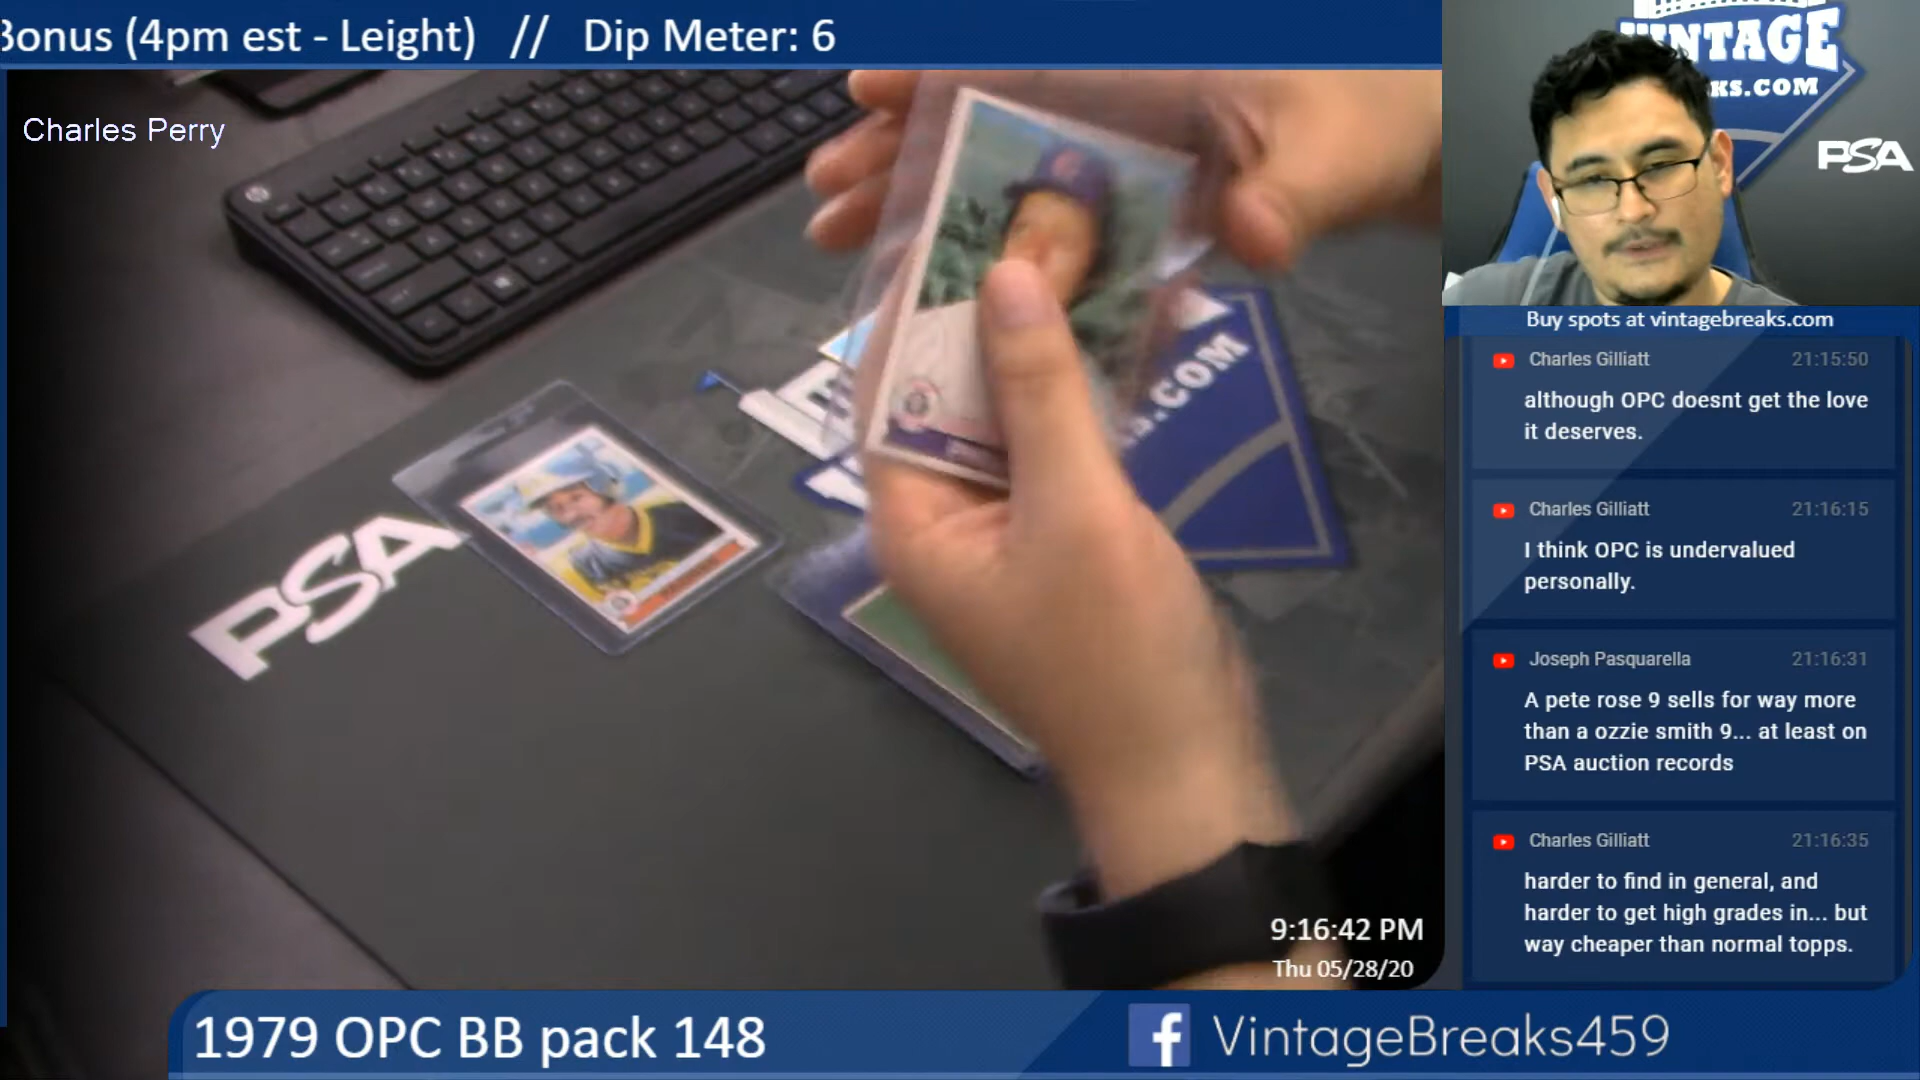 Bonus (4pm est - Leight) // Dip Meter: 6
Charles Perry
VINTAGE
KS.COM
PSA
Buy spots at vintagebreaks.com
Charles Gilliatt 21:15:50
although OPC doesnt get the love
it deserves.
Charles Gilliatt 21:16:15
I think OPC is undervalued
personally.
Joseph Pasquarella 21:16:31
A pete rose 9 sells for way more
than a ozzie smith 9... at least on
PSA auction records
Charles Gilliatt 21:16:35
harder to find in general, and
harder to get high grades in... but
way cheaper than normal topps.
PSA
.COM
9:16:42 PM
Thu 05/28/20
1979 OPC BB pack 148
VintageBreaks459